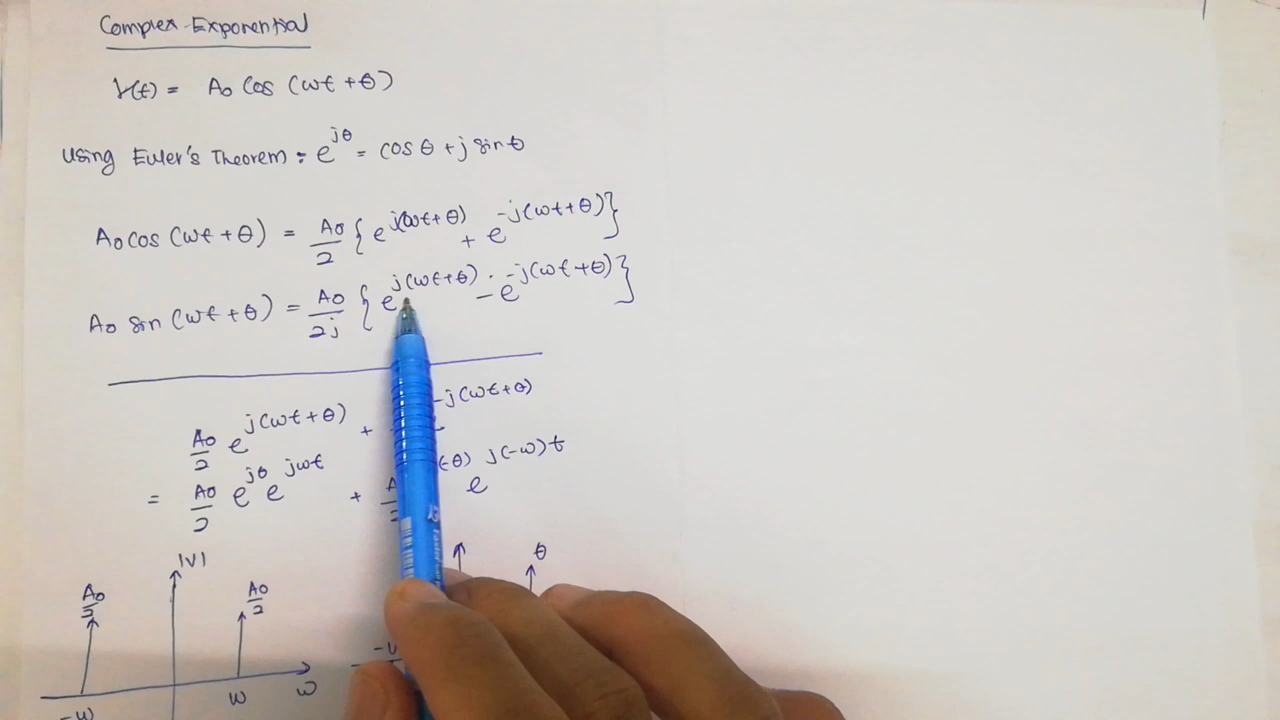 Complex Exponential
V(t) = A₀ cos (ωt + θ)
Using Euler's Theorem : e^{jθ} = cos θ + j sin θ
A₀ cos (ωt + θ) = A₀/2 { e^{j(ωt+θ)} + e^{-j(ωt+θ)} }
A₀ sin (ωt + θ) = A₀/2j { e^{j(ωt+θ)} - e^{-j(ωt+θ)} }
A₀/2 e^{j(ωt+θ)} + -j(ωt+θ)
= A₀/2 e^{jθ} e^{jωt} + (-θ) e^{j(-ω)t}
|V|
θ
A₀/2
A₀/2
-ω
ω
ω